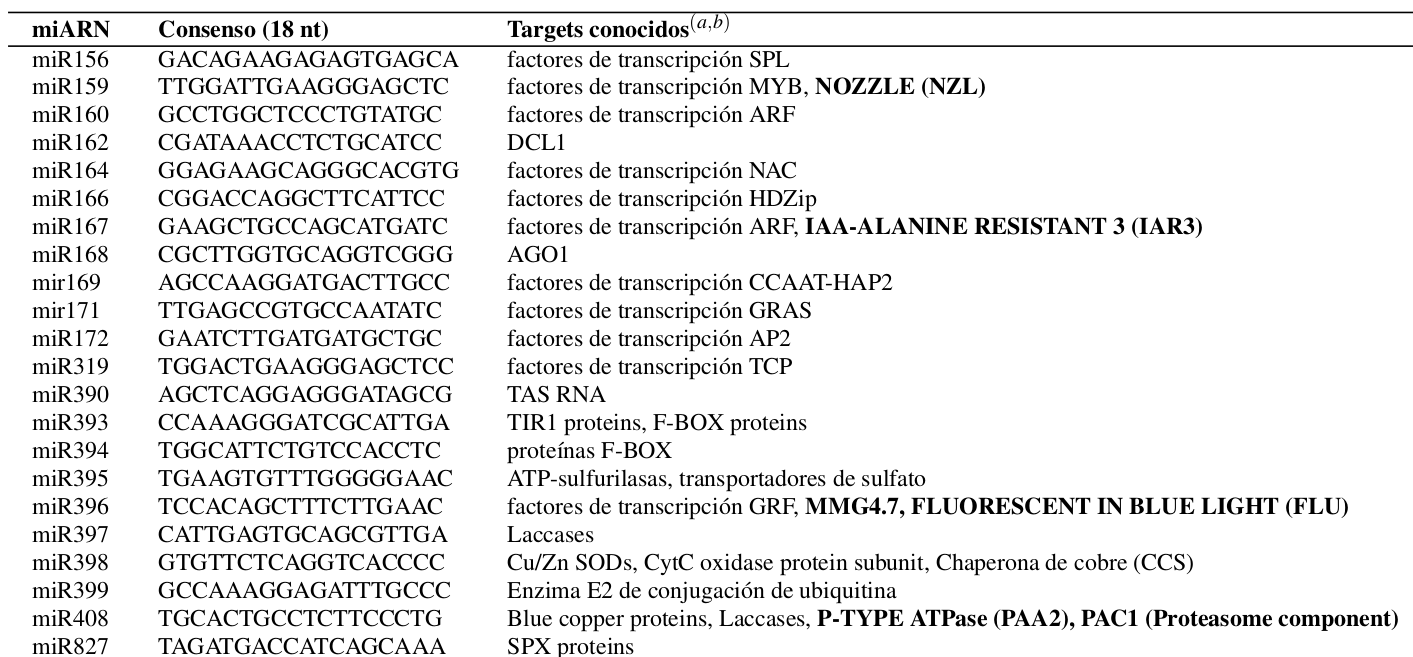 miARN Consenso (18 nt) Targets conocidos(a,b)
miR156 GACAGAAGAGAGTGAGCA factores de transcripción SPL
miR159 TTGGATTGAAGGGAGCTC factores de transcripción MYB, NOZZLE (NZL)
miR160 GCCTGGCTCCCTGTATGC factores de transcripción ARF
miR162 CGATAAACCTCTGCATCC DCL1
miR164 GGAGAAGCAGGGCACGTG factores de transcripción NAC
miR166 CGGACCAGGCTTCATTCC factores de transcripción HDZip
miR167 GAAGCTGCCAGCATGATC factores de transcripción ARF, IAA-ALANINE RESISTANT 3 (IAR3)
miR168 CGCTTGGTGCAGGTCGGG AGO1
mir169 AGCCAAGGATGACTTGCC factores de transcripción CCAAT-HAP2
mir171 TTGAGCCGTGCCAATATC factores de transcripción GRAS
miR172 GAATCTTGATGATGCTGC factores de transcripción AP2
miR319 TGGACTGAAGGGAGCTCC factores de transcripción TCP
miR390 AGCTCAGGAGGGATAGCG TAS RNA
miR393 CCAAAGGGATCGCATTGA TIR1 proteins, F-BOX proteins
miR394 TGGCATTCTGTCCACCTC proteínas F-BOX
miR395 TGAAGTGTTTGGGGGAAC ATP-sulfurilasas, transportadores de sulfato
miR396 TCCACAGCTTTCTTGAAC factores de transcripción GRF, MMG4.7, FLUORESCENT IN BLUE LIGHT (FLU)
miR397 CATTGAGTGCAGCGTTGA Laccases
miR398 GTGTTCTCAGGTCACCCC Cu/Zn SODs, CytC oxidase protein subunit, Chaperona de cobre (CCS)
miR399 GCCAAAGGAGATTTGCCC Enzima E2 de conjugación de ubiquitina
miR408 TGCACTGCCTCTTCCCTG Blue copper proteins, Laccases, P-TYPE ATPase (PAA2), PAC1 (Proteasome component)
miR827 TAGATGACCATCAGCAAA SPX proteins